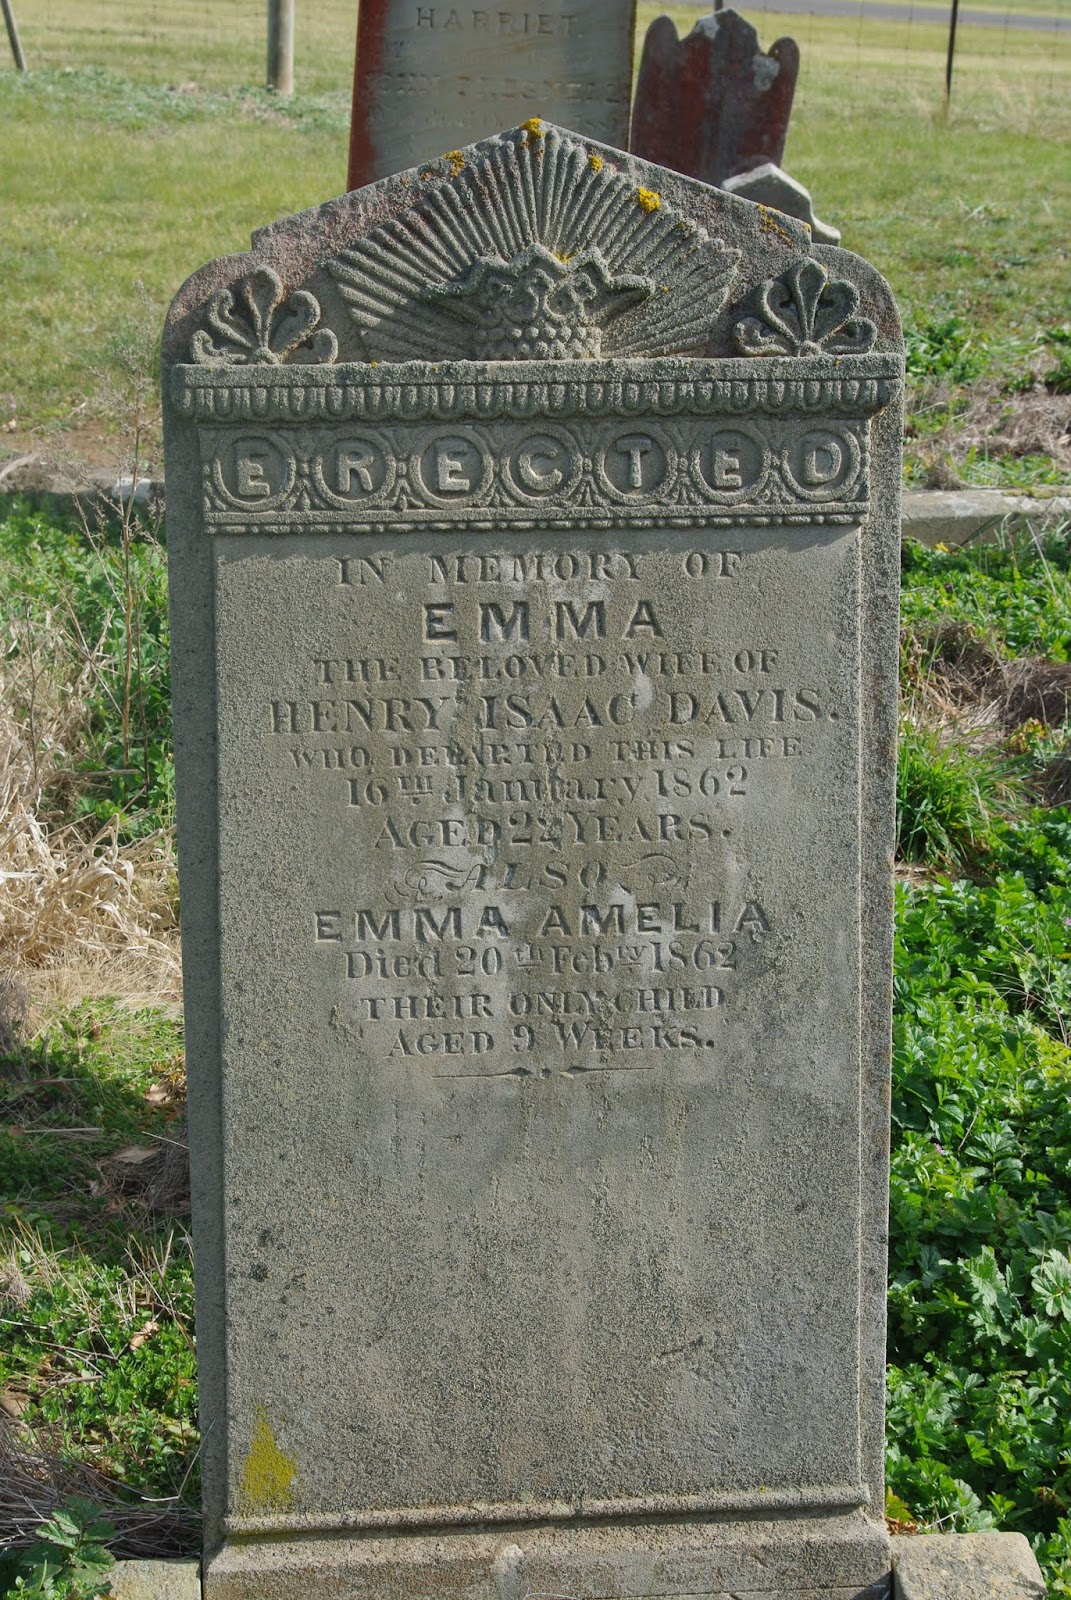 HARRIET.
ERECTED
IN MEMORY OF
EMMA
THE BELOVED WIFE OF
HENRY ISAAC DAVIS.
WHO DEPARTED THIS LIFE
16TH January 1862
AGED 22 YEARS.
ALSO
EMMA AMELIA
Died 20th Febry 1862
THEIR ONLY CHILD
AGED 9 WEEKS.